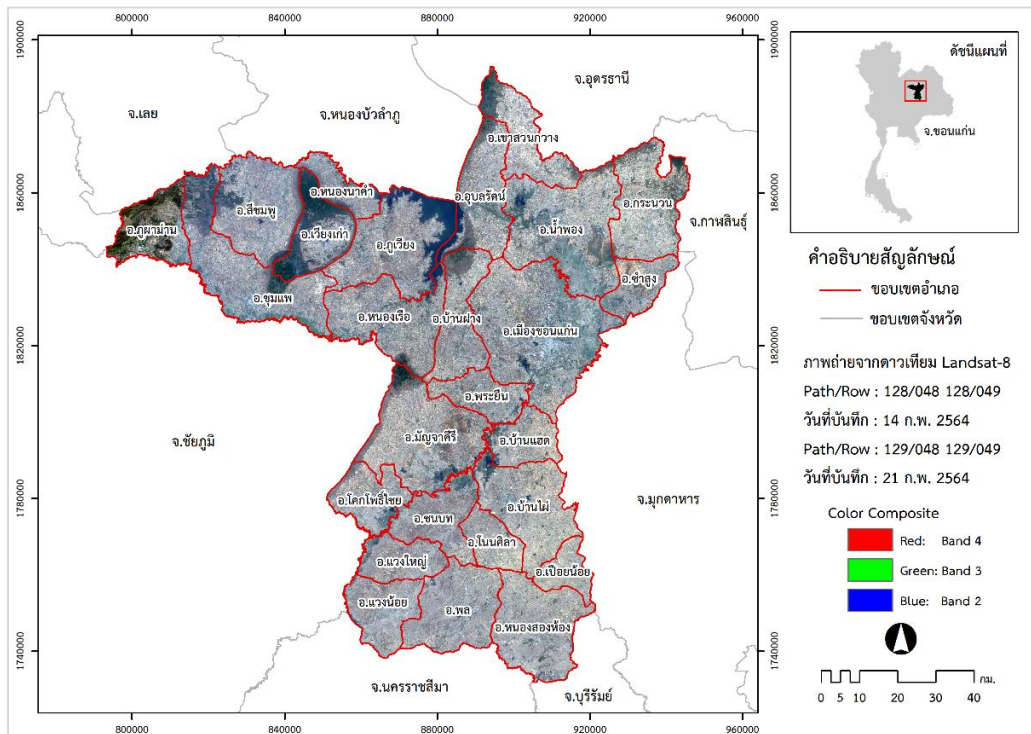 800000 840000 880000 920000 960000
1900000
1860000
1820000
1780000
1740000
จ.เลย
จ.หนองบัวลำภู
จ.อุดรธานี
อ.เขาสวนกวาง
อ.หนองนาคำ
อ.อุบลรัตน์
อ.กระนวน
อ.ภูผาม่าน
อ.สีชมพู
อ.เวียงเก่า
อ.ภูเวียง
อ.น้ำพอง
จ.กาฬสินธุ์
อ.ซำสูง
อ.ชุมแพ
อ.หนองเรือ
อ.บ้านฝาง
อ.เมืองขอนแก่น
อ.พระยืน
จ.ชัยภูมิ
อ.มัญจาคีรี
อ.บ้านแฮด
อ.โคกโพธิ์ไชย
อ.ชนบท
อ.บ้านไผ่
จ.มุกดาหาร
อ.โนนศิลา
อ.แวงใหญ่
อ.เปือยน้อย
อ.แวงน้อย
อ.พล
อ.หนองสองห้อง
จ.นครราชสีมา
จ.บุรีรัมย์
1900000
1860000
1820000
1780000
1740000
800000 840000 880000 920000 960000
ดัชนีแผนที่
จ.ขอนแก่น
คำอธิบายสัญลักษณ์
ขอบเขตอำเภอ
ขอบเขตจังหวัด
ภาพถ่ายจากดาวเทียม Landsat-8
Path/Row : 128/048 128/049
วันที่บันทึก : 14 ก.พ. 2564
Path/Row : 129/048 129/049
วันที่บันทึก : 21 ก.พ. 2564
Color Composite
Red: Band 4
Green: Band 3
Blue: Band 2
0 5 10 20 30 40 กม.